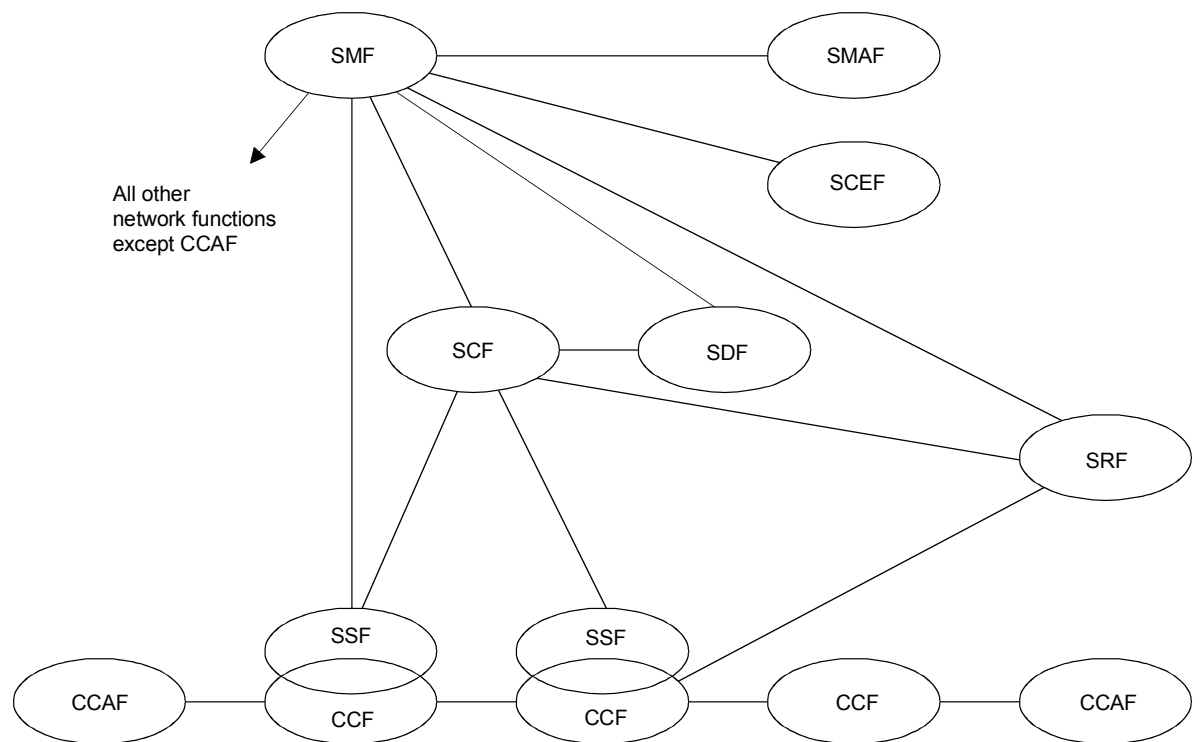 SMF
SMAF
SCEF
All other
network functions
except CCAF
SCF
SDF
SRF
SSF
SSF
CCAF
CCF
CCF
CCF
CCAF